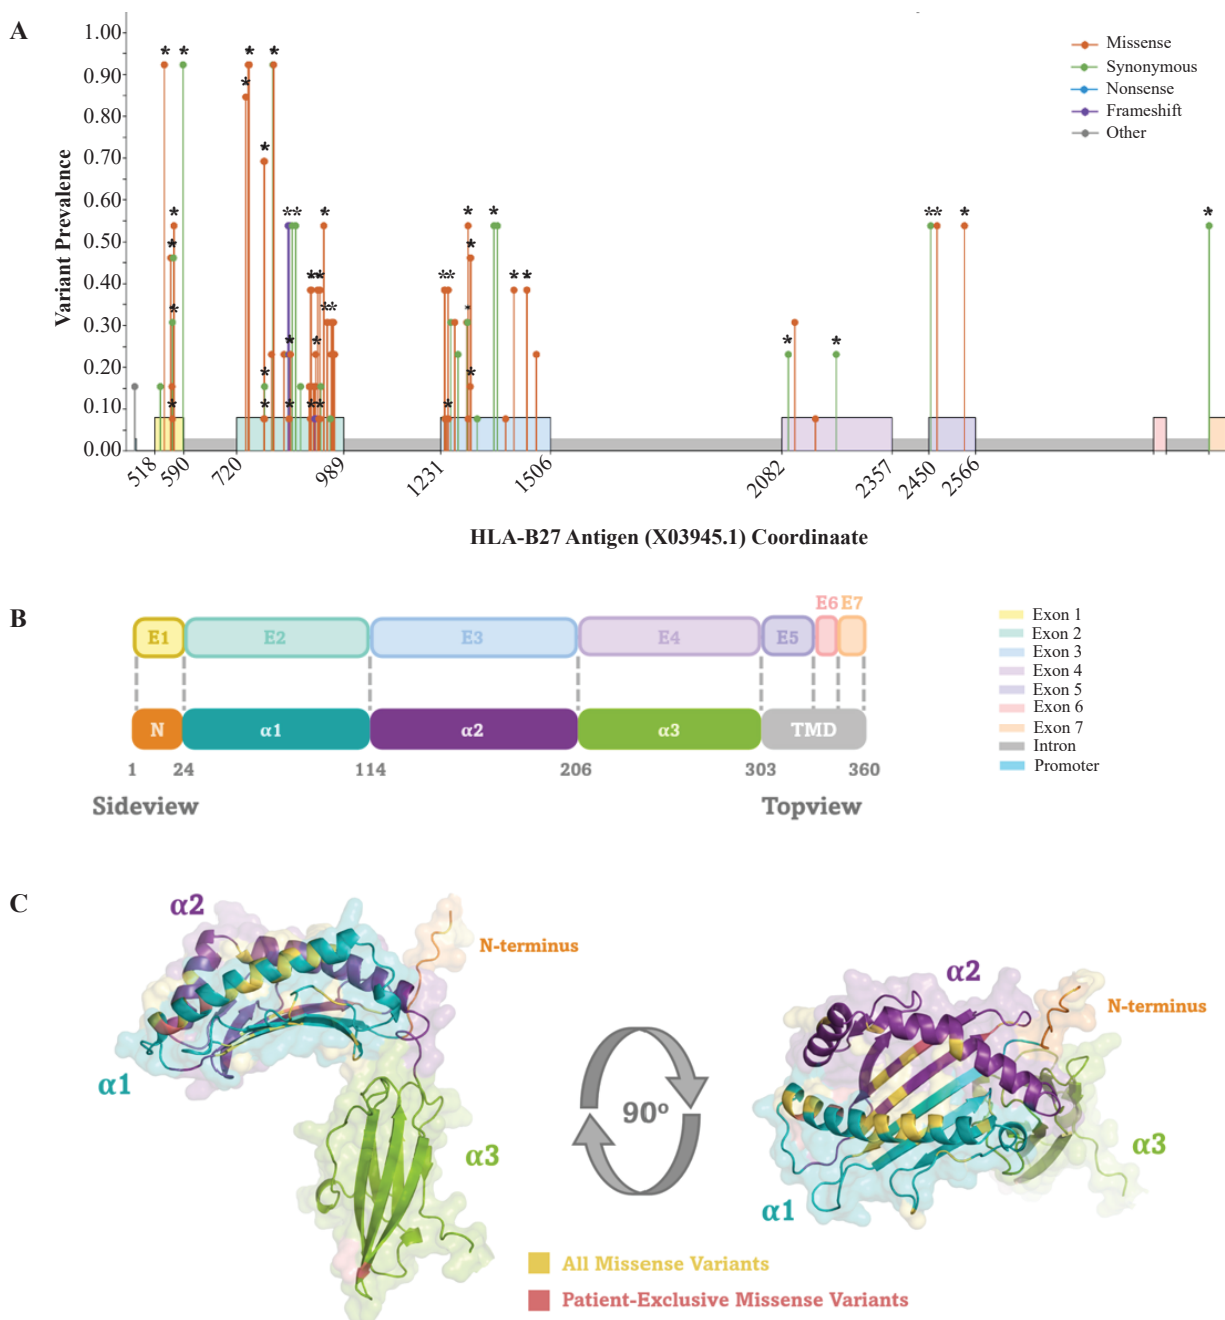 A
Variant Prevalence
1.00
0.90
0.80
0.70
0.60
0.50
0.40
0.30
0.20
0.10
0.00
Missense
Synonymous
Nonsense
Frameshift
Other
518
590
720
989
1231
1506
2082
2357
2450
2566
HLA-B27 Antigen (X03945.1) Coordinaate
B
E1 E2 E3 E4 E5 E6 E7
N α1 α2 α3 TMD
1 24 114 206 303 360
Sideview Topview
Exon 1
Exon 2
Exon 3
Exon 4
Exon 5
Exon 6
Exon 7
Intron
Promoter
C
α2
N-terminus
α1
α3
90º
α2
N-terminus
α3
α1
All Missense Variants
Patient-Exclusive Missense Variants